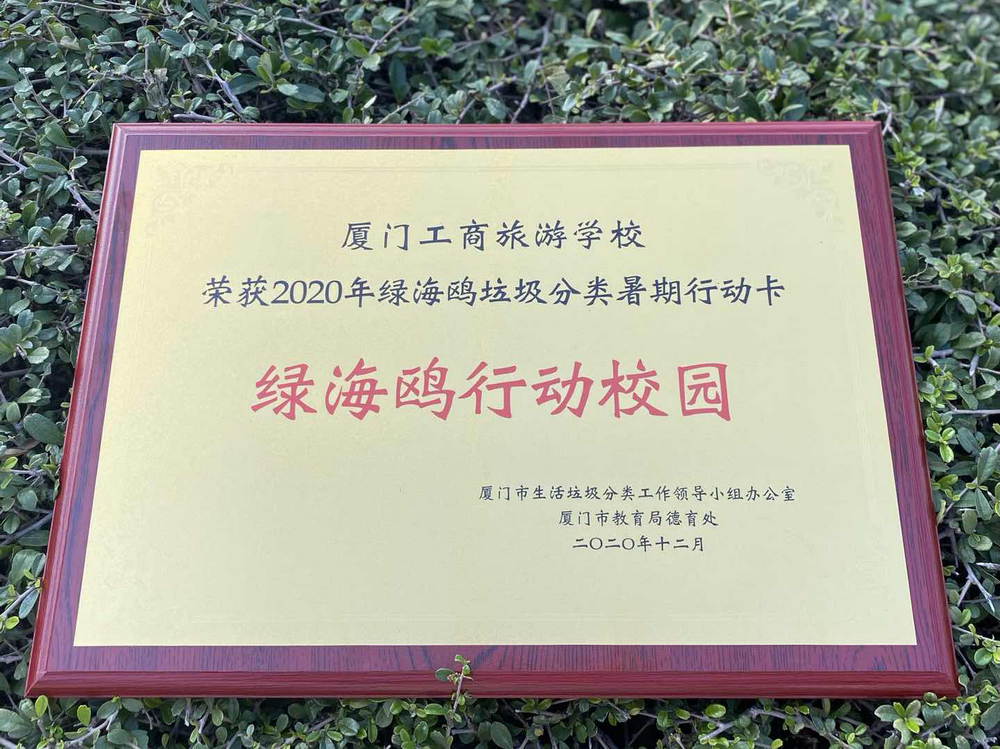 厦门工商旅游学校
荣获2020年绿海鸥垃圾分类暑期行动卡
绿海鸥行动校园
厦门市生活垃圾分类工作领导小组办公室
厦门市教育局德育处
二〇二〇年十二月